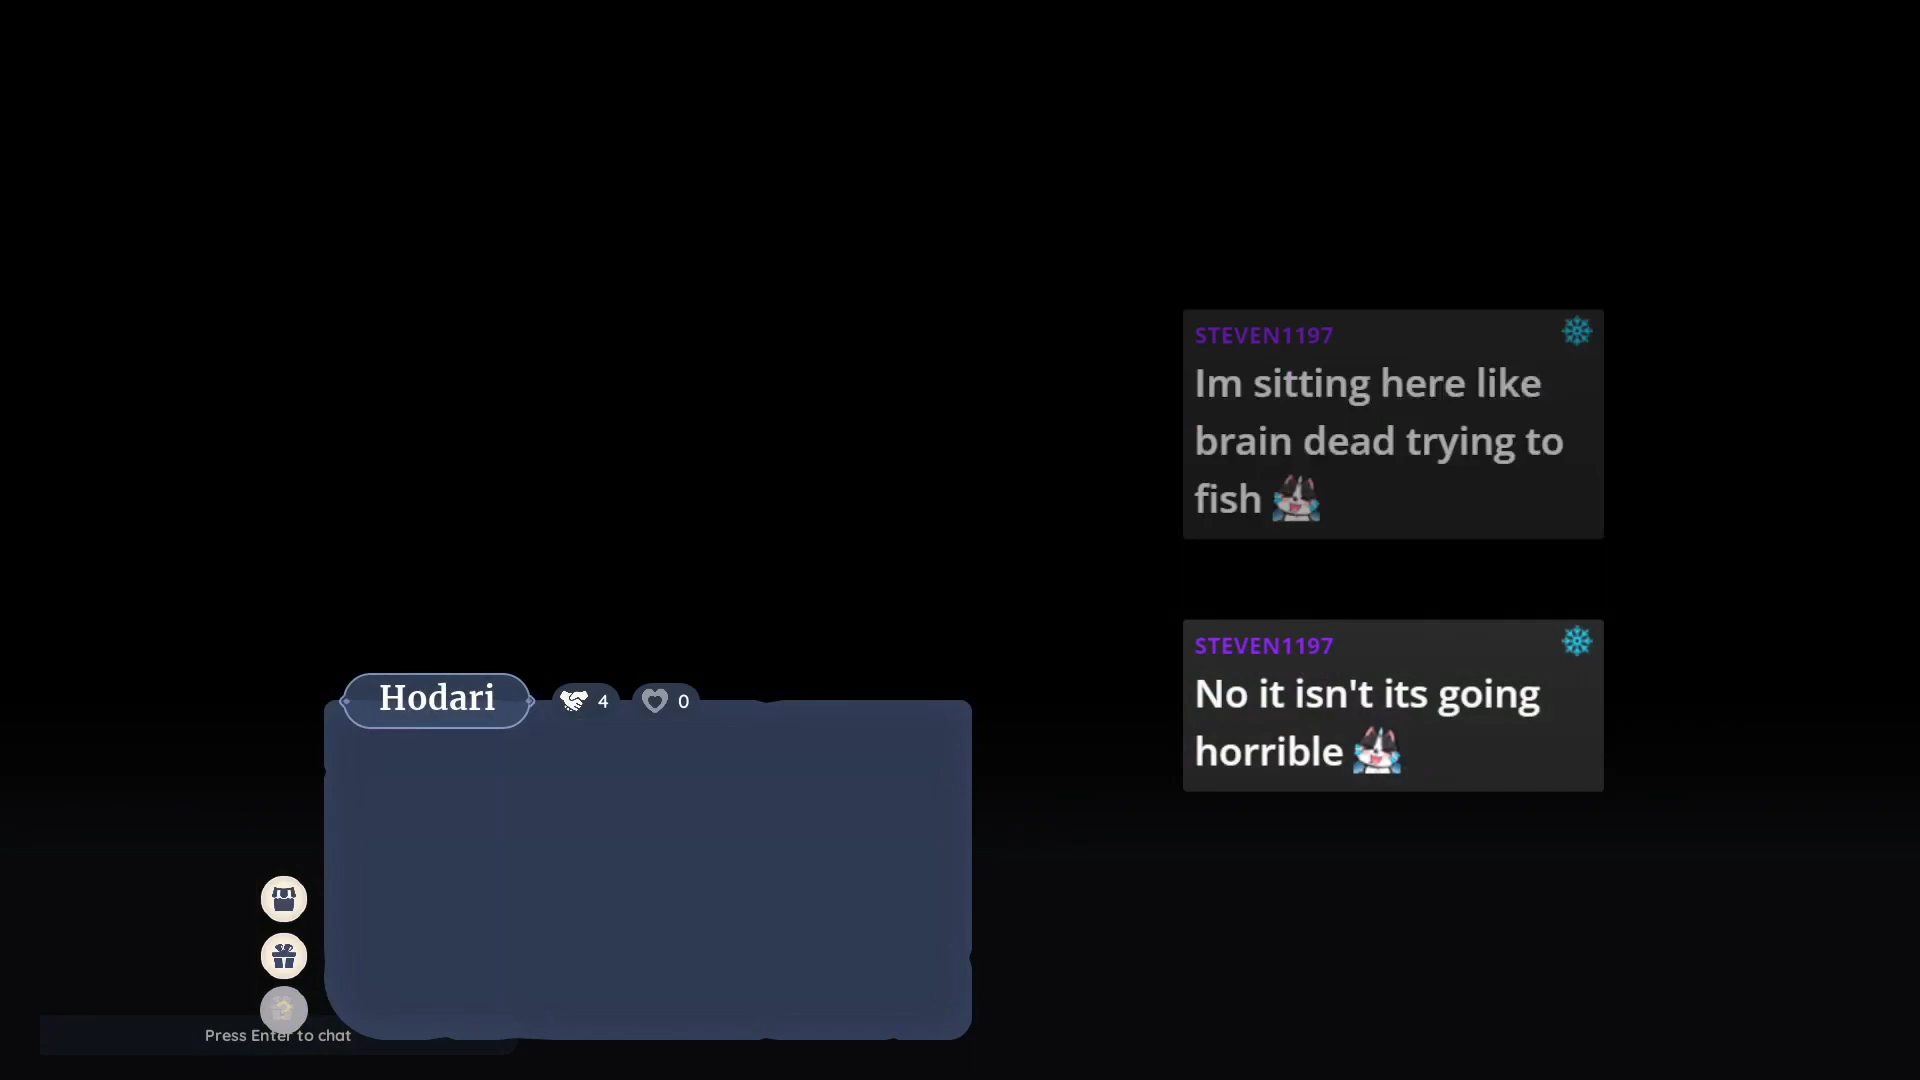 STEVEN1197
Im sitting here like
brain dead trying to
fish
STEVEN1197
No it isn't its going
horrible
Hodari
4
0
Press Enter to chat